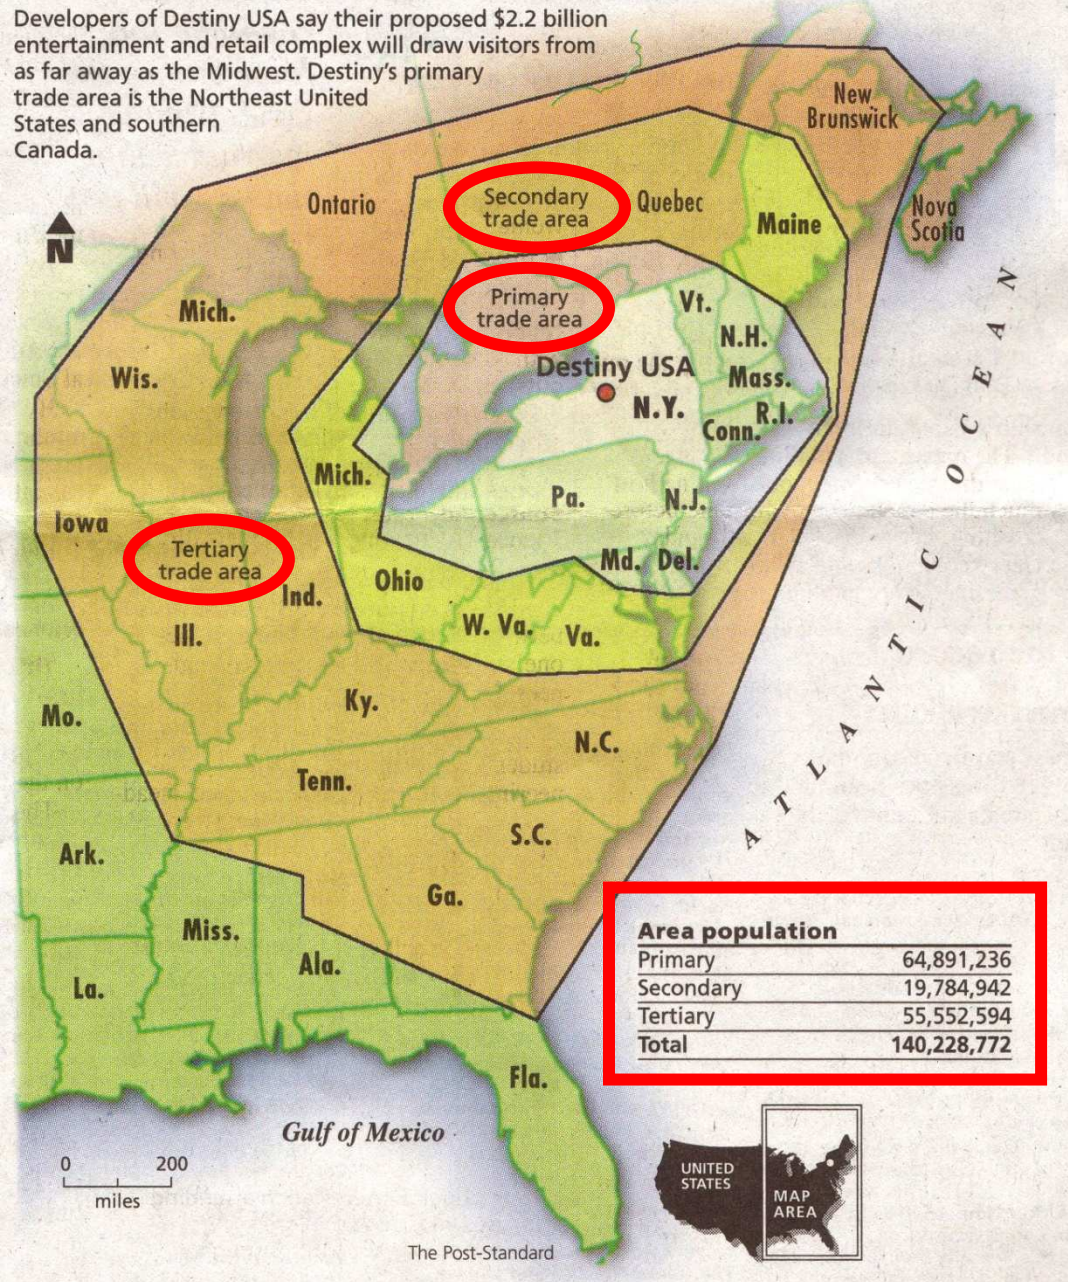 Developers of Destiny USA say their proposed $2.2 billion
entertainment and retail complex will draw visitors from
as far away as the Midwest. Destiny's primary
trade area is the Northeast United
States and southern
Canada.
New
Brunswick
Ontario
Secondary
trade area
Quebec
Maine
Nova
Scotia
N
Primary
trade area
Vt.
Mich.
N.H.
Wis.
Destiny USA
Mass.
N.Y.
R.I.
Conn.
Mich.
Pa.
N.J.
Iowa
Tertiary
trade area
Md.
Del.
Ohio
Ind.
Ill.
W. Va.
Va.
ATLANTIC OCEAN
Ky.
Mo.
N.C.
Tenn.
S.C.
Ark.
Ga.
Miss.
Ala.
La.
Area population
Primary 64,891,236
Secondary 19,784,942
Tertiary 55,552,594
Total 140,228,772
Fla.
Gulf of Mexico
0 200
miles
UNITED
STATES
MAP
AREA
The Post-Standard